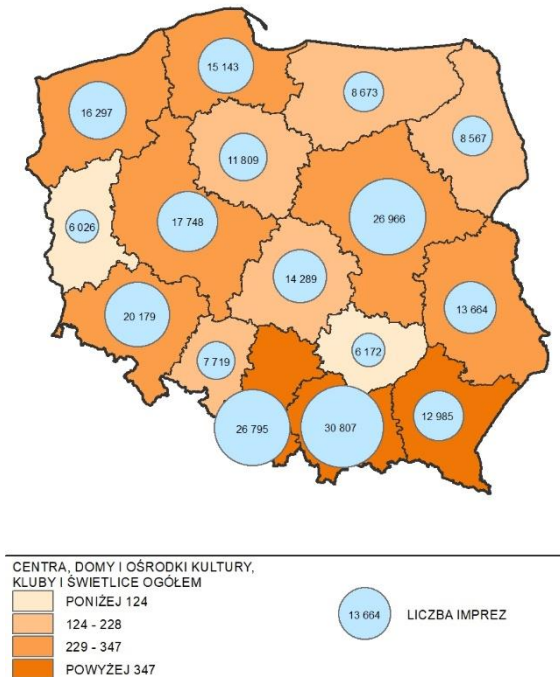 15 143
16 297
8 673
8 567
11 809
17 748
26 966
6 026
14 289
13 664
20 179
7 719
6 172
26 795
30 807
12 985
CENTRA, DOMY I OŚRODKI KULTURY,
KLUBY I ŚWIETLICE OGÓŁEM
PONIŻEJ 124
124 - 228
229 - 347
POWYŻEJ 347
13 664
LICZBA IMPREZ